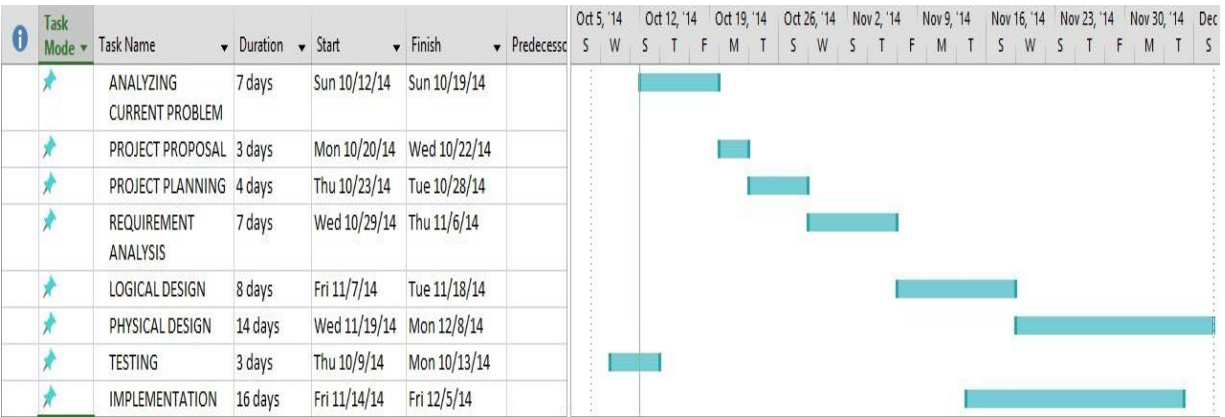 Task Mode Task Name Duration Start Finish Predecesso
Oct 5, '14 Oct 12, '14 Oct 19, '14 Oct 26, '14 Nov 2, '14 Nov 9, '14 Nov 16, '14 Nov 23, '14 Nov 30, '14 Dec
S W S T F M T S W S T F M T S W S T F M T S
ANALYZING CURRENT PROBLEM 7 days Sun 10/12/14 Sun 10/19/14
PROJECT PROPOSAL 3 days Mon 10/20/14 Wed 10/22/14
PROJECT PLANNING 4 days Thu 10/23/14 Tue 10/28/14
REQUIREMENT ANALYSIS 7 days Wed 10/29/14 Thu 11/6/14
LOGICAL DESIGN 8 days Fri 11/7/14 Tue 11/18/14
PHYSICAL DESIGN 14 days Wed 11/19/14 Mon 12/8/14
TESTING 3 days Thu 10/9/14 Mon 10/13/14
IMPLEMENTATION 16 days Fri 11/14/14 Fri 12/5/14